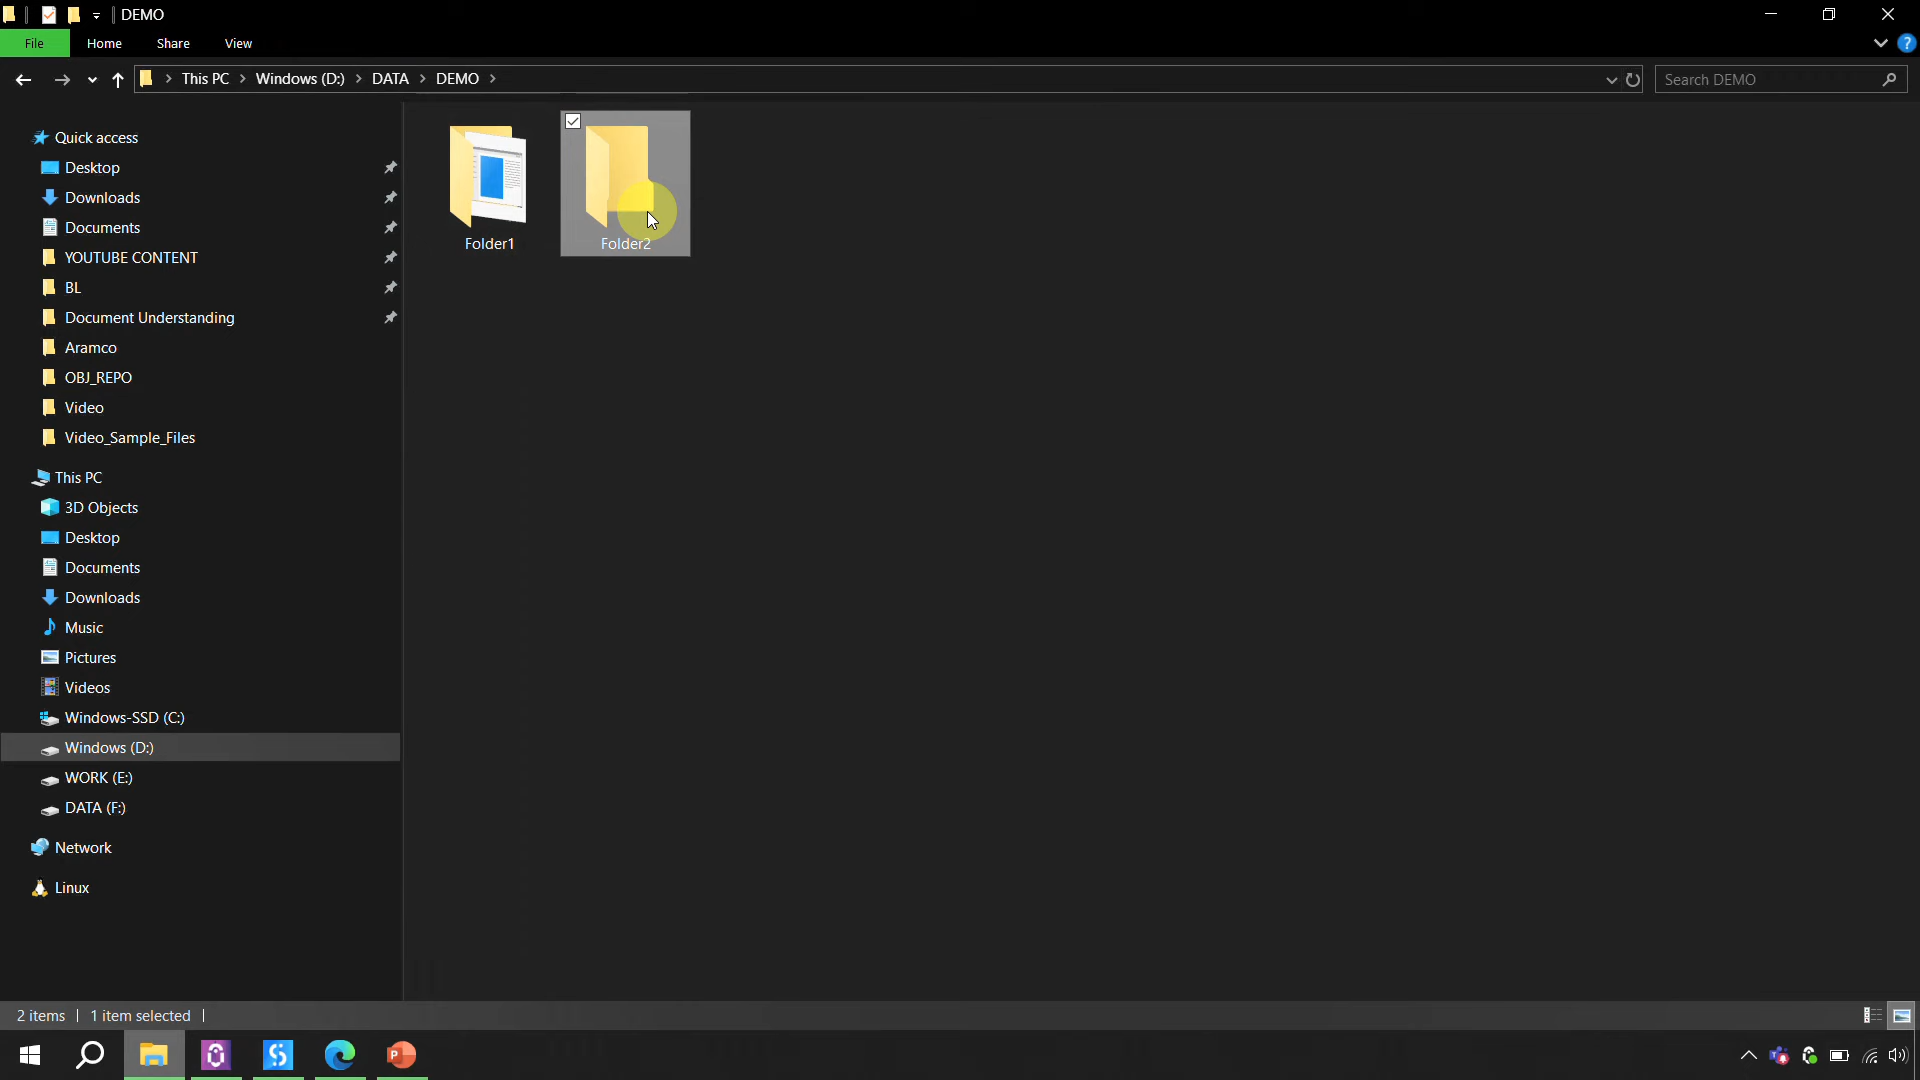 DEMO
File
Home
Share
View
This PC
Windows (D:)
DATA
DEMO
Search DEMO
?
Quick access
Desktop
Downloads
Documents
YOUTUBE CONTENT
BL
Document Understanding
Aramco
OBJ_REPO
Video
Video_Sample_Files
This PC
3D Objects
Desktop
Documents
Downloads
Music
Pictures
Videos
Windows-SSD (C:)
Windows (D:)
WORK (E:)
DATA (F:)
Network
Linux
Folder1
Folder2
2 items
1 item selected